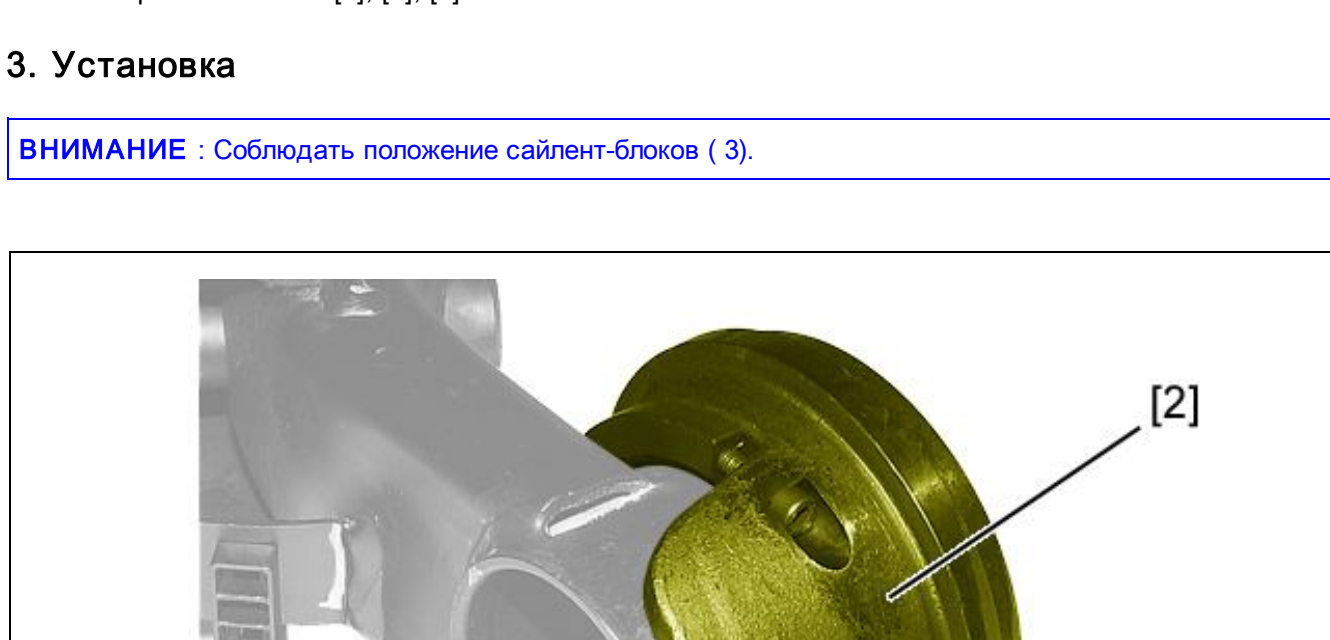 3. Установка
ВНИМАНИЕ : Соблюдать положение сайлент-блоков ( 3).
[2]